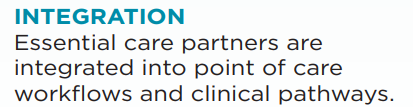 INTEGRATION
Essential care partners are
integrated into point of care
workflows and clinical pathways.